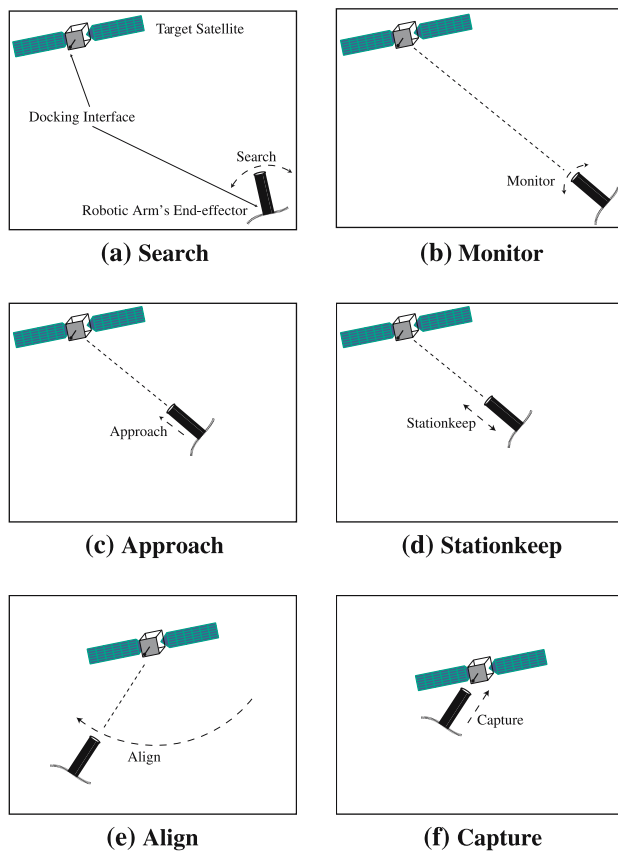 Target Satellite
Docking Interface
Search
Robotic Arm's End-effector
(a) Search
Monitor
(b) Monitor
Approach
(c) Approach
Stationkeep
(d) Stationkeep
Align
(e) Align
Capture
(f) Capture